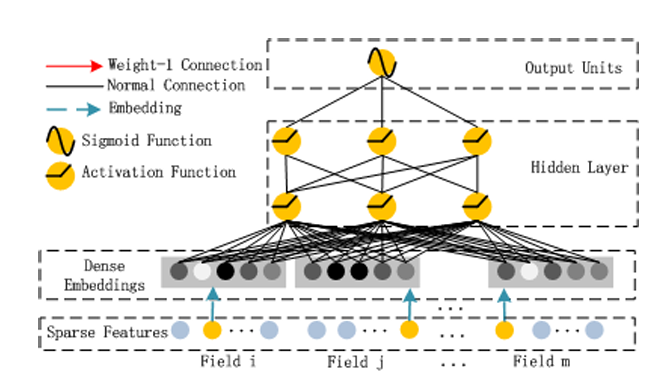 Weight-1 Connection
Normal Connection
Embedding
Sigmoid Function
Activation Function
Output Units
Hidden Layer
Dense
Embeddings
...
Sparse Features ... ... ... ...
Field i Field j ... Field m